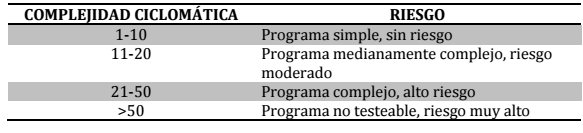 COMPLEJIDAD CICLOMÁTICA RIESGO
1-10 Programa simple, sin riesgo
11-20 Programa medianamente complejo, riesgo
moderado
21-50 Programa complejo, alto riesgo
>50 Programa no testeable, riesgo muy alto